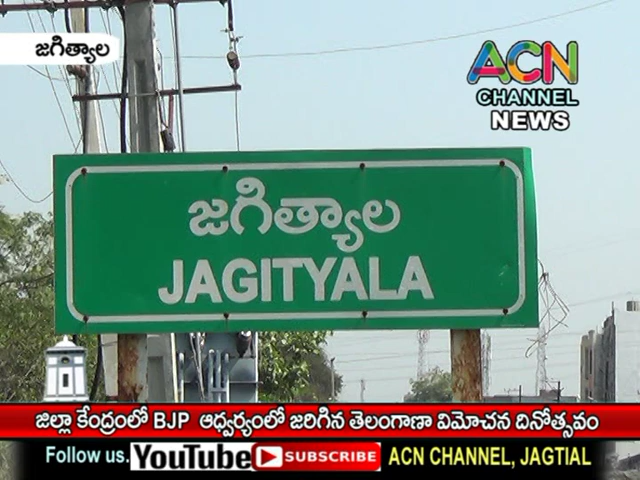 జగిత్యాల
ACN
CHANNEL
NEWS
జగిత్యాల
JAGITYALA
జిల్లా కేంద్రంలో BJP ఆధ్వర్యంలో జరిగిన తెలంగాణా విమోచన దినోత్సవం
Follow us. YouTube SUBSCRIBE ACN CHANNEL, JAGTIAL